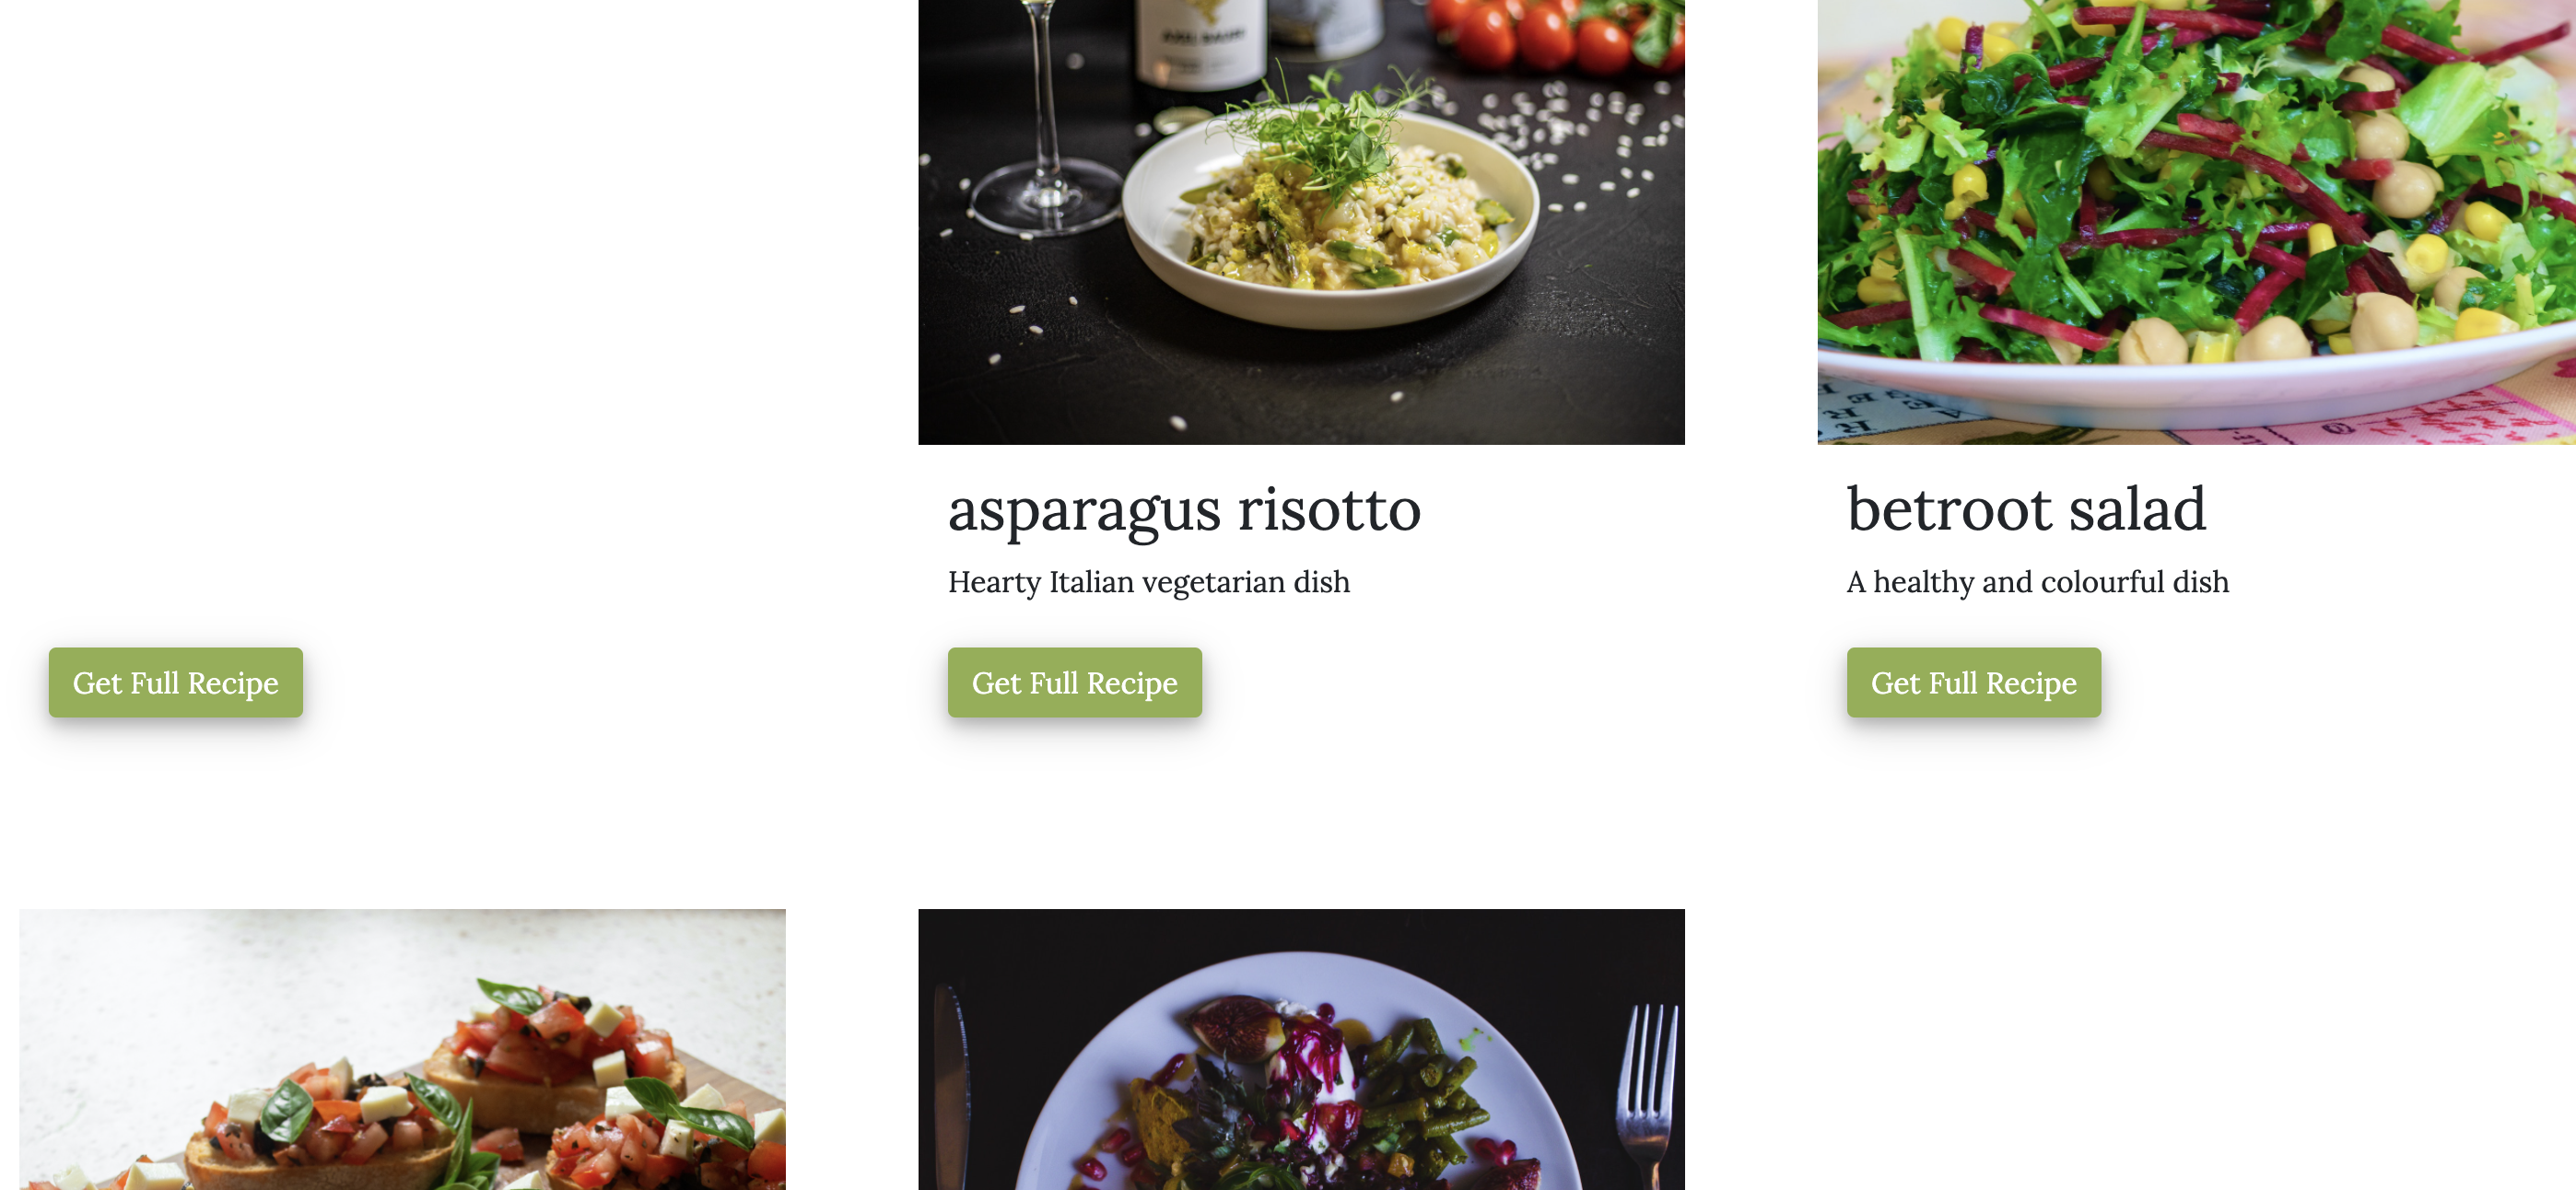 asparagus risotto
betroot salad
Hearty Italian vegetarian dish
A healthy and colourful dish
Get Full Recipe
Get Full Recipe
Get Full Recipe